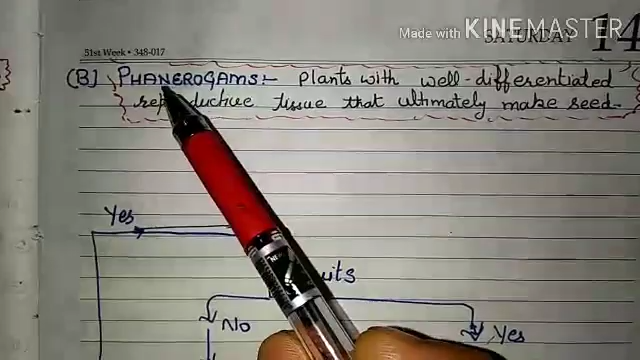 Made with KINEMASTER
SATURDAY 14
51st Week • 348-017
(B) PHANEROGAMS:- Plants with well-differentiated
reproductive tissue that ultimately make seed.
Yes
No
Yes